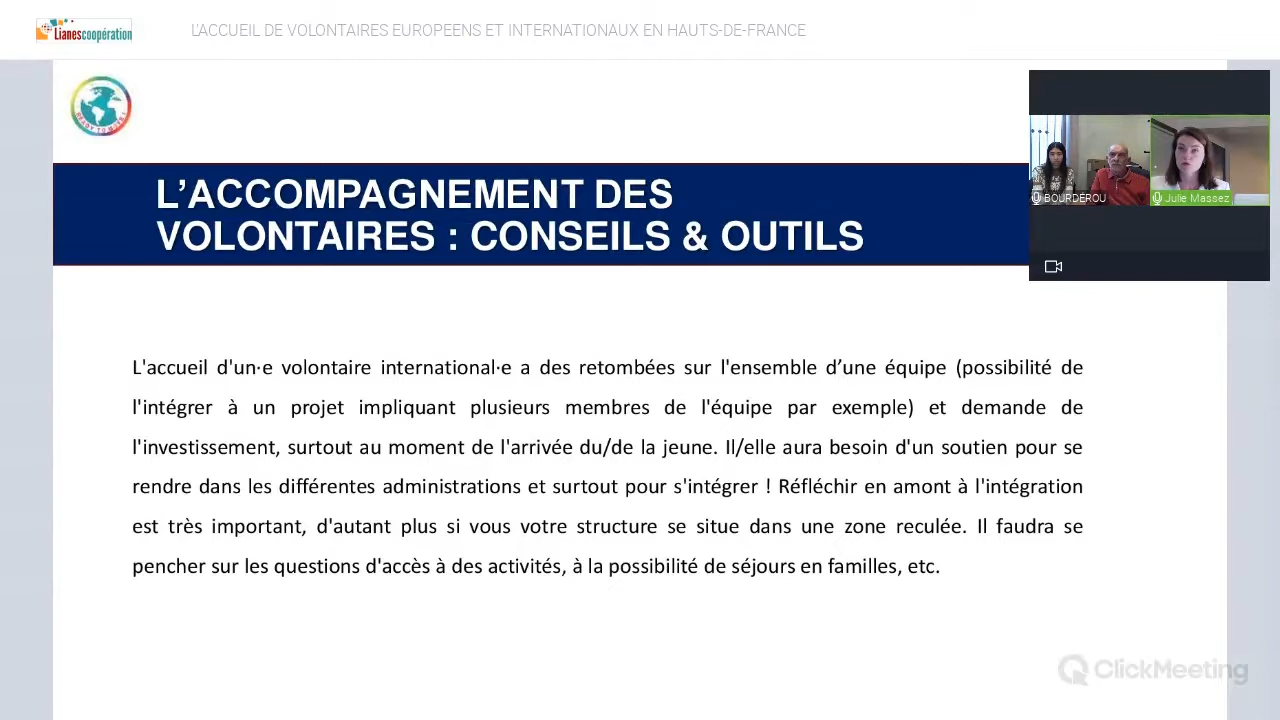 Lianescoopération
L'ACCUEIL DE VOLONTAIRES EUROPEENS ET INTERNATIONAUX EN HAUTS-DE-FRANCE
READY TO MOVE !
L’ACCOMPAGNEMENT DES
VOLONTAIRES : CONSEILS & OUTILS
BOURDÉROU
Julie Massez
L'accueil d'un·e volontaire international·e a des retombées sur l'ensemble d’une équipe (possibilité de
l'intégrer à un projet impliquant plusieurs membres de l'équipe par exemple) et demande de
l'investissement, surtout au moment de l'arrivée du/de la jeune. Il/elle aura besoin d'un soutien pour se
rendre dans les différentes administrations et surtout pour s'intégrer ! Réfléchir en amont à l'intégration
est très important, d'autant plus si vous votre structure se situe dans une zone reculée. Il faudra se
pencher sur les questions d'accès à des activités, à la possibilité de séjours en familles, etc.
ClickMeeting